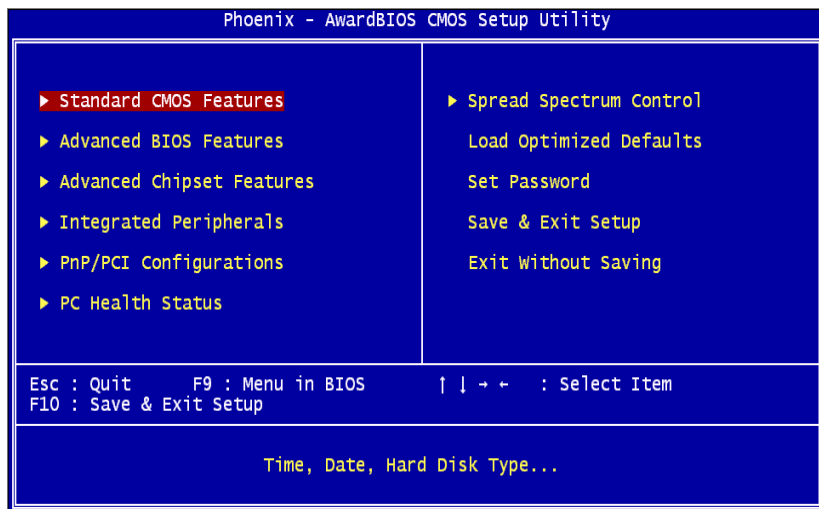 Phoenix - AwardBIOS CMOS Setup Utility
▶ Standard CMOS Features
▶ Advanced BIOS Features
▶ Advanced Chipset Features
▶ Integrated Peripherals
▶ PnP/PCI Configurations
▶ PC Health Status
▶ Spread Spectrum Control
Load Optimized Defaults
Set Password
Save & Exit Setup
Exit Without Saving
Esc : Quit F9 : Menu in BIOS ↑ ↓ → ← : Select Item
F10 : Save & Exit Setup
Time, Date, Hard Disk Type...